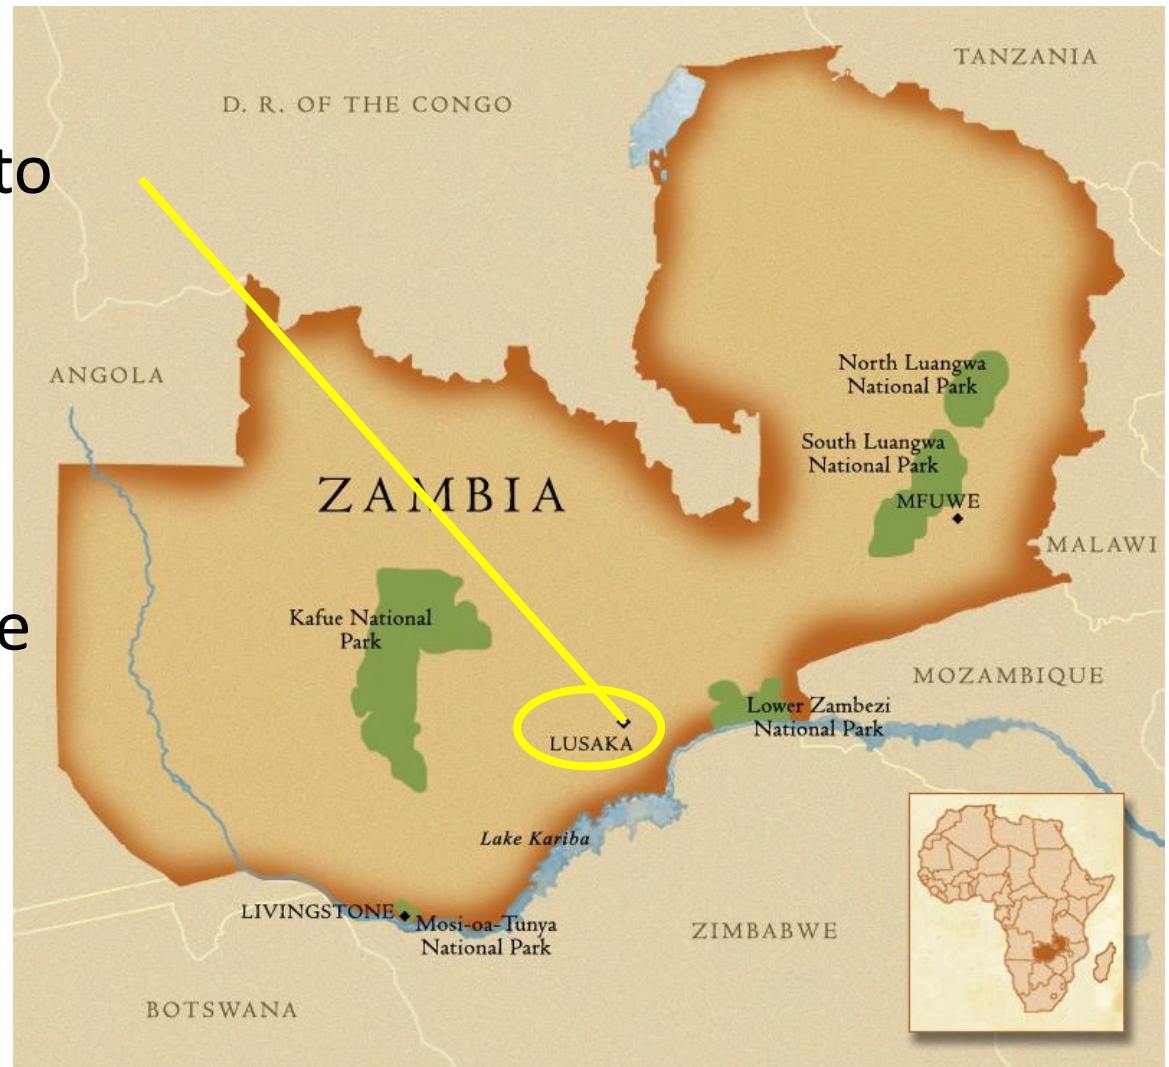 TANZANIA
D. R. OF THE CONGO
to
North Luangwa
National Park
ANGOLA
South Luangwa
National Park
ZAMBIA
MFUWE
MALAWI
Kafue National
Park
e
MOZAMBIQUE
Lower Zambezi
National Park
LUSAKA
Lake Kariba
LIVINGSTONE
Mosi-oa-Tunya
National Park
ZIMBABWE
BOTSWANA